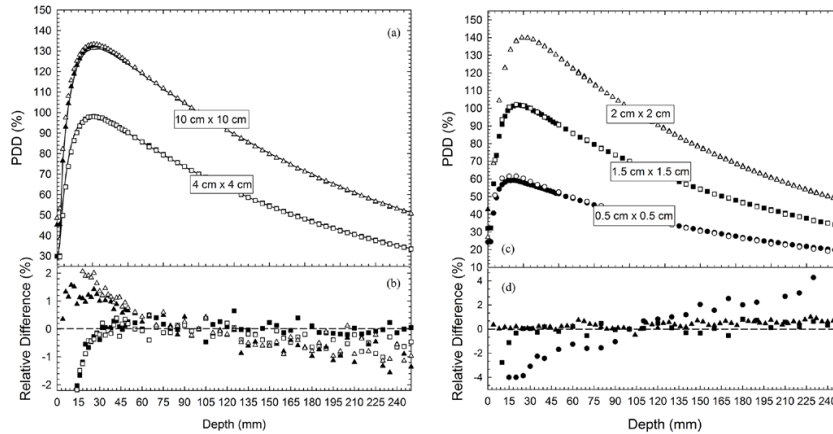 150
140
130
120
110
100
90
80
70
60
50
40
30
PDD (%)
(a)
10 cm x 10 cm
4 cm x 4 cm
2
1
0
-1
-2
Relative Difference (%)
(b)
0 15 30 45 60 75 90 105 120 135 150 165 180 195 210 225 240
Depth (mm)
150
140
130
120
110
100
90
80
70
60
50
40
30
20
10
PDD (%)
2 cm x 2 cm
1.5 cm x 1.5 cm
0.5 cm x 0.5 cm
(c)
4
2
0
-2
-4
Relative Difference (%)
(d)
0 15 30 45 60 75 90 105 120 135 150 165 180 195 210 225 240
Depth (mm)